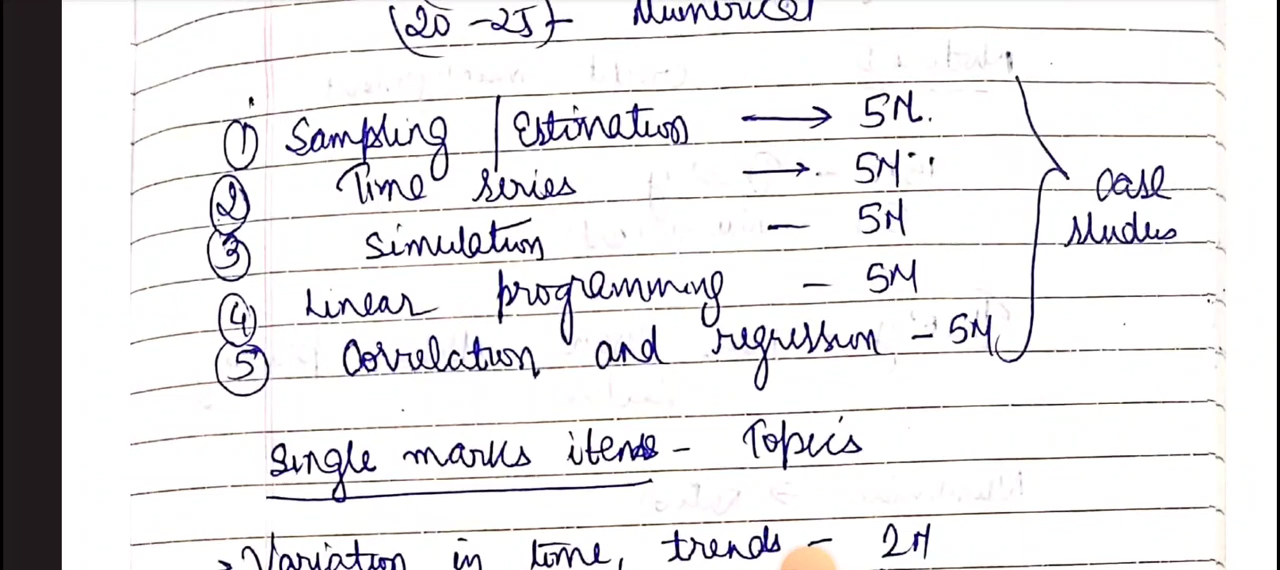 (20 - 25) - Numerical
① Sampling | Estimation → 5M.
② Time series → 5M
③ Simulation — 5M
④ Linear programming – 5M
⑤ Correlation and regression – 5M
case
studies
Single marks items – Topics
→ Variation in time, trends – 2M